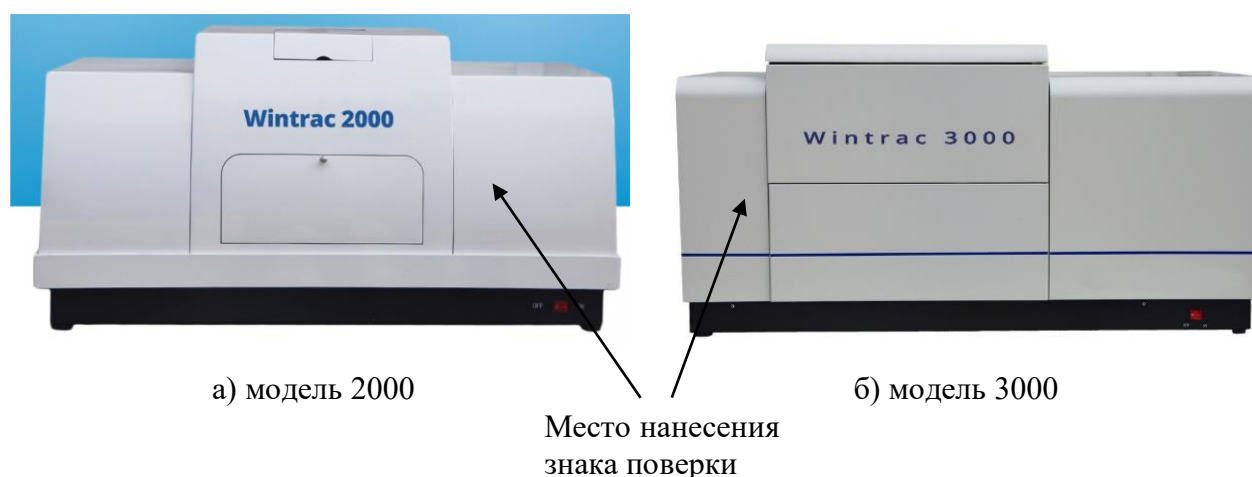 Wintrac 2000
Wintrac 3000
OFF
а) модель 2000
б) модель 3000
Место нанесения
знака поверки